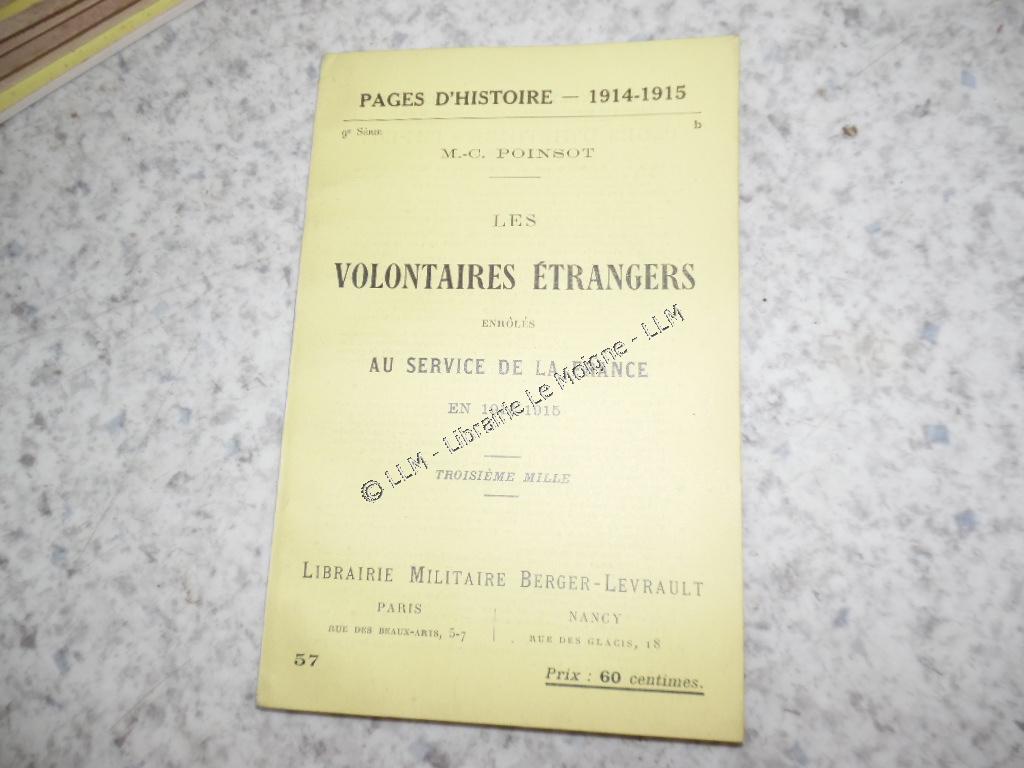 PAGES D'HISTOIRE — 1914-1915
9e Série b
M.-C. POINSOT
LES
VOLONTAIRES ÉTRANGERS
ENRÔLÉS
AU SERVICE DE LA FRANCE
EN 1914-1915
TROISIÈME MILLE
© LLM - Librairie Le Moigne - LLM
LIBRAIRIE MILITAIRE BERGER-LEVRAULT
PARIS
RUE DES BEAUX-ARTS, 5-7
NANCY
RUE DES GLACIS, 18
57
Prix : 60 centimes.